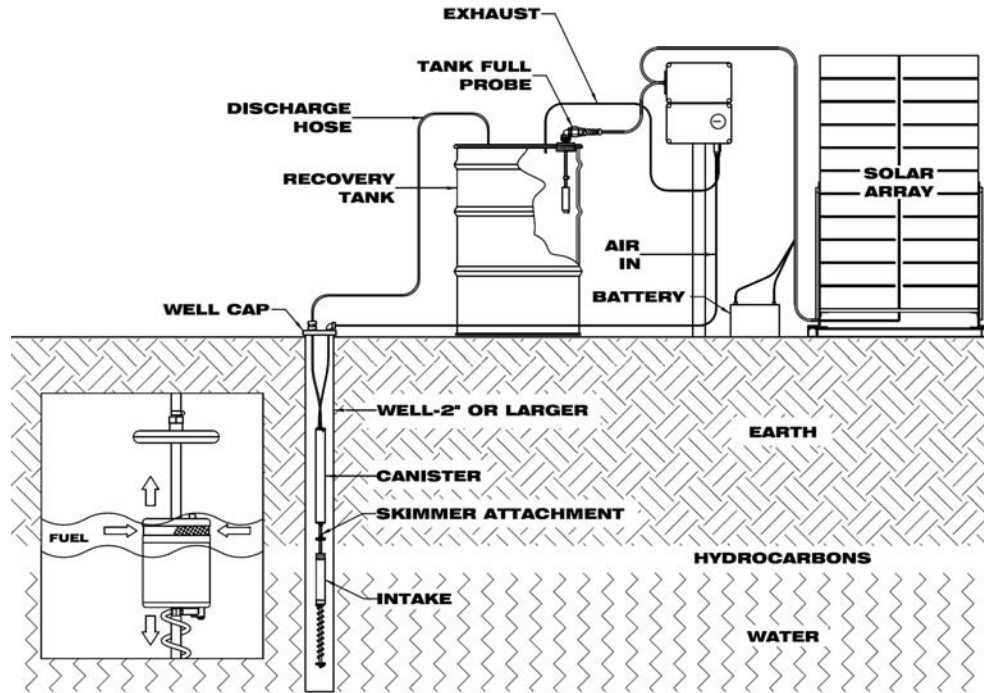 EXHAUST
TANK FULL
PROBE
DISCHARGE
HOSE
RECOVERY
TANK
SOLAR
ARRAY
AIR
IN
BATTERY
WELL CAP
WELL-2" OR LARGER
EARTH
CANISTER
SKIMMER ATTACHMENT
FUEL
HYDROCARBONS
INTAKE
WATER